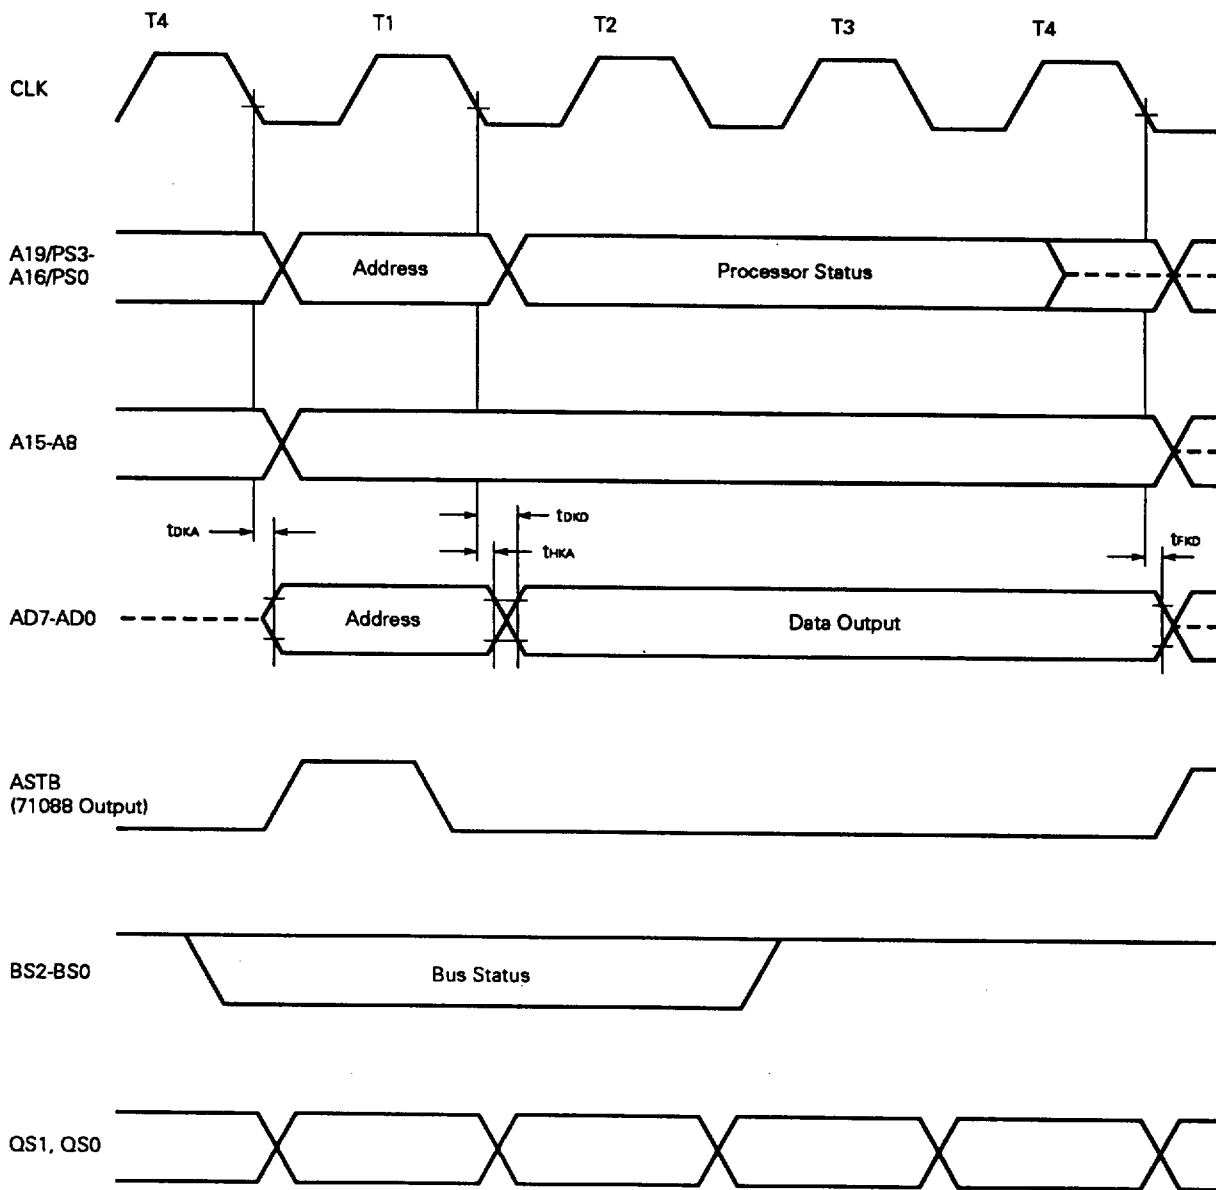 T4 T1 T2 T3 T4
CLK
A19/PS3-
A16/PS0
Address
Processor Status
A15-A8
tDKA
tDKD
tHKA
tFKD
AD7-AD0
Address
Data Output
ASTB
(71088 Output)
BS2-BS0
Bus Status
QS1, QS0